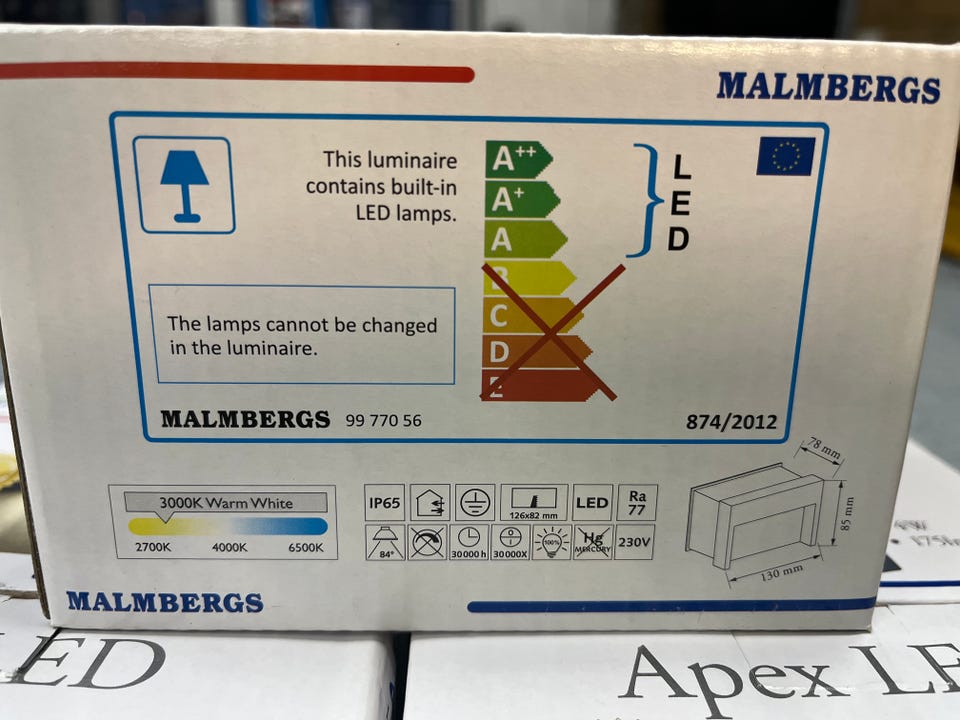 MALMBERGS
This luminaire
contains built-in
LED lamps.
A++
A+
A
B
C
D
E
L
E
D
The lamps cannot be changed
in the luminaire.
MALMBERGS 99 770 56
874/2012
3000K Warm White
2700K 4000K 6500K
IP65
126x82 mm
LED
Ra
77
84°
30000 h
30000X
100%
Hg
MERCURY
230V
78 mm
85 mm
130 mm
MALMBERGS
ED
Apex LE